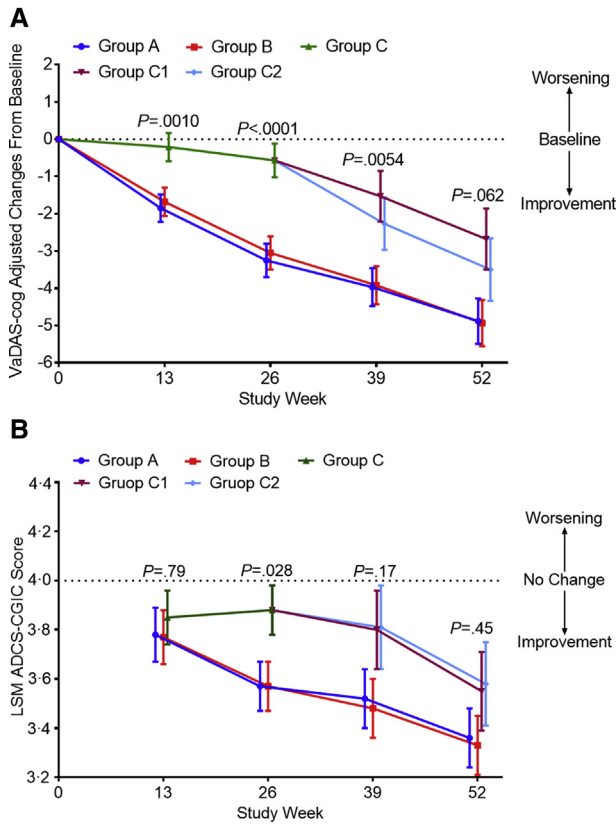 A
Group A Group B Group C
Group C1 Group C2
VaDAS-cog Adjusted Changes From Baseline
2
1
0
-1
-2
-3
-4
-5
-6
P=.0010
P<.0001
P=.0054
P=.062
0 13 26 39 52
Study Week
Worsening
Baseline
Improvement
B
Group A Group B Group C
Gruop C1 Gruop C2
LSM ADCS-CGIC Score
4·4
4·2
4·0
3·8
3·6
3·4
3·2
P=.79
P=.028
P=.17
P=.45
0 13 26 39 52
Study Week
Worsening
No Change
Improvement